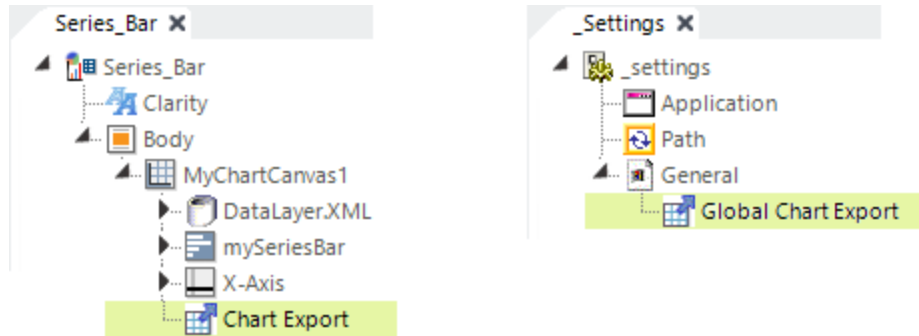 Series_Bar
Series_Bar
Clarity
Body
MyChartCanvas1
DataLayer.XML
mySeriesBar
X-Axis
Chart Export
_Settings
_settings
Application
Path
General
Global Chart Export